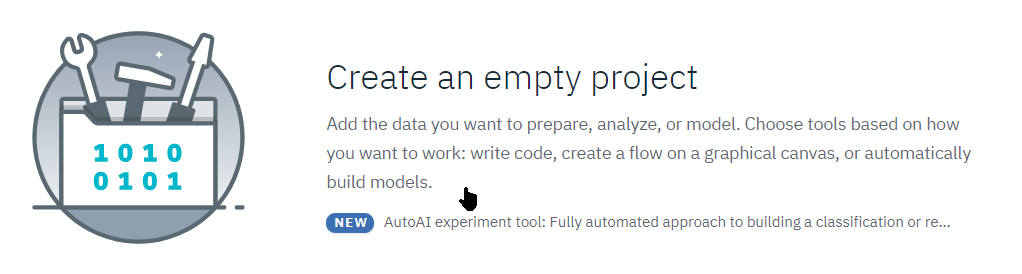 1010
0101
Create an empty project
Add the data you want to prepare, analyze, or model. Choose tools based on how
you want to work: write code, create a flow on a graphical canvas, or automatically
build models.
NEW AutoAI experiment tool: Fully automated approach to building a classification or re...